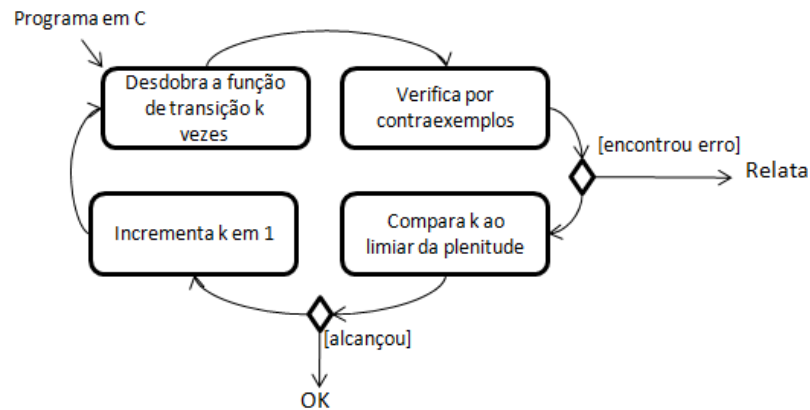 Programa em C
Desdobra a função
de transição k
vezes
Verifica por
contraexemplos
[encontrou erro]
Relata
Compara k ao
limiar da plenitude
Incrementa k em 1
[alcançou]
OK